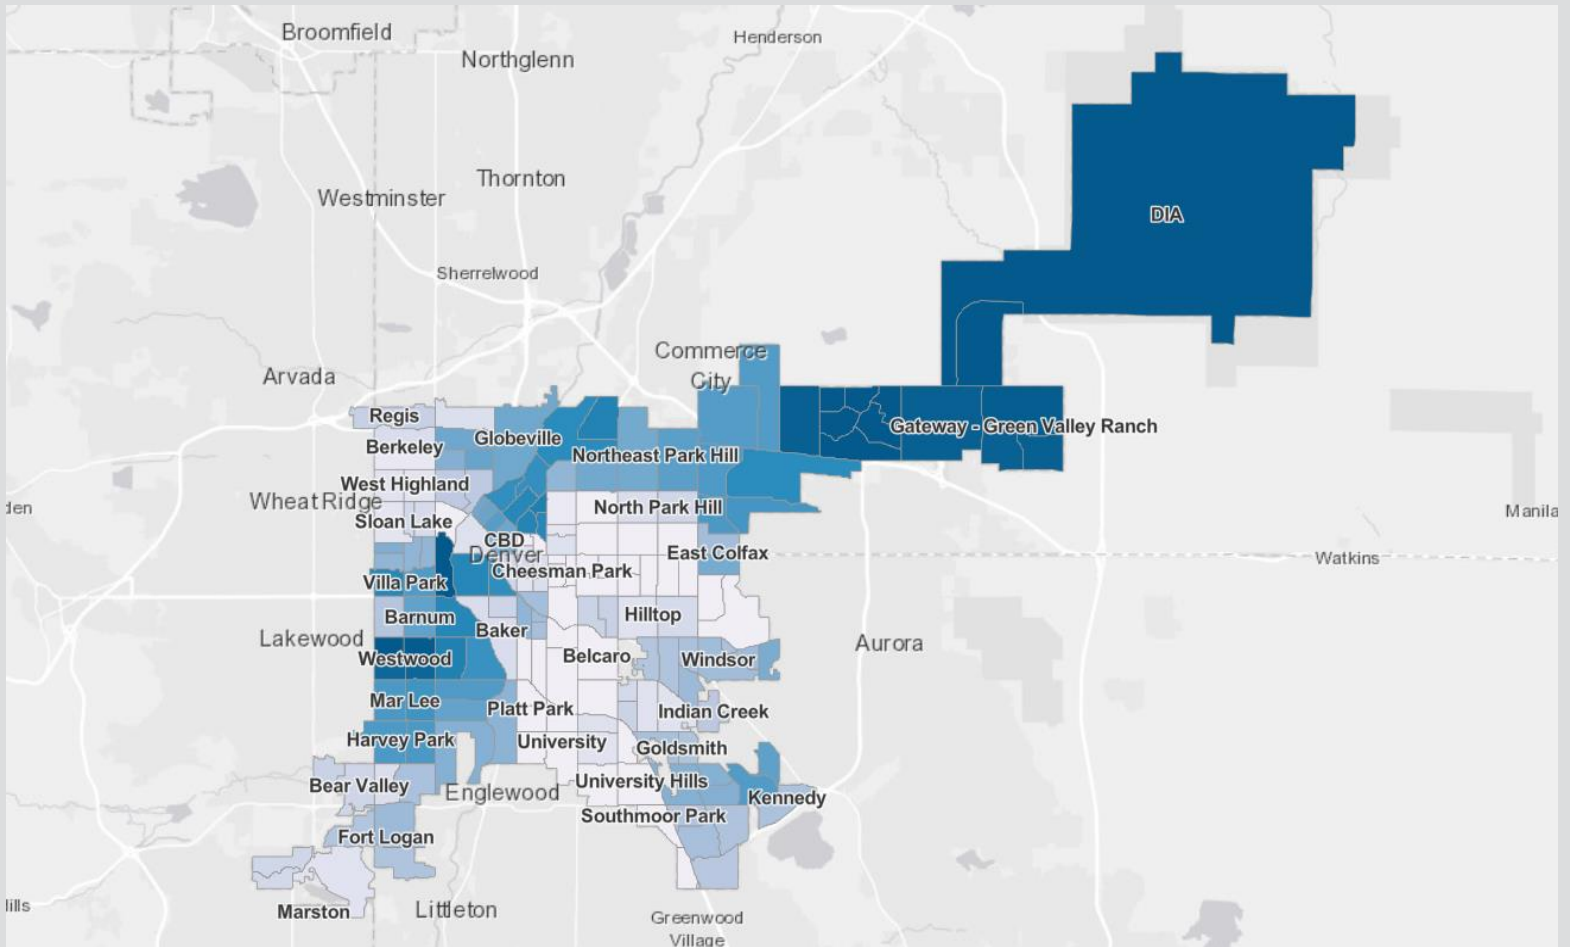 Broomfield
Henderson
Northglenn
Thornton
Westminster
DIA
Sherrelwood
Commerce
City
Arvada
Regis
Gateway - Green Valley Ranch
Globeville
Berkeley
Northeast Park Hill
West Highland
Wheat Ridge
North Park Hill
den
Manila
Sloan Lake
CBD
Denver
East Colfax
Watkins
Cheesman Park
Villa Park
Barnum
Hilltop
Baker
Lakewood
Aurora
Westwood
Belcaro
Windsor
Mar Lee
Platt Park
Indian Creek
Harvey Park
University
Goldsmith
Bear Valley
Englewood
University Hills
Kennedy
Southmoor Park
Fort Logan
Hills
Marston
Littleton
Greenwood
Village